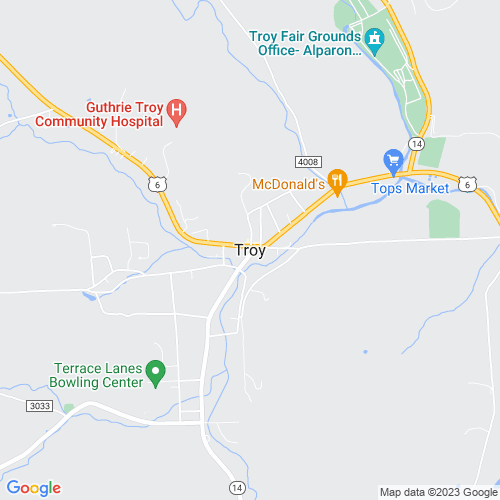 Troy Fair Grounds
Office- Alparon...
Guthrie Troy
Community Hospital
14
4008
McDonald's
Tops Market
6
6
Troy
Terrace Lanes
Bowling Center
3033
14
Google
Map data ©2023 Google